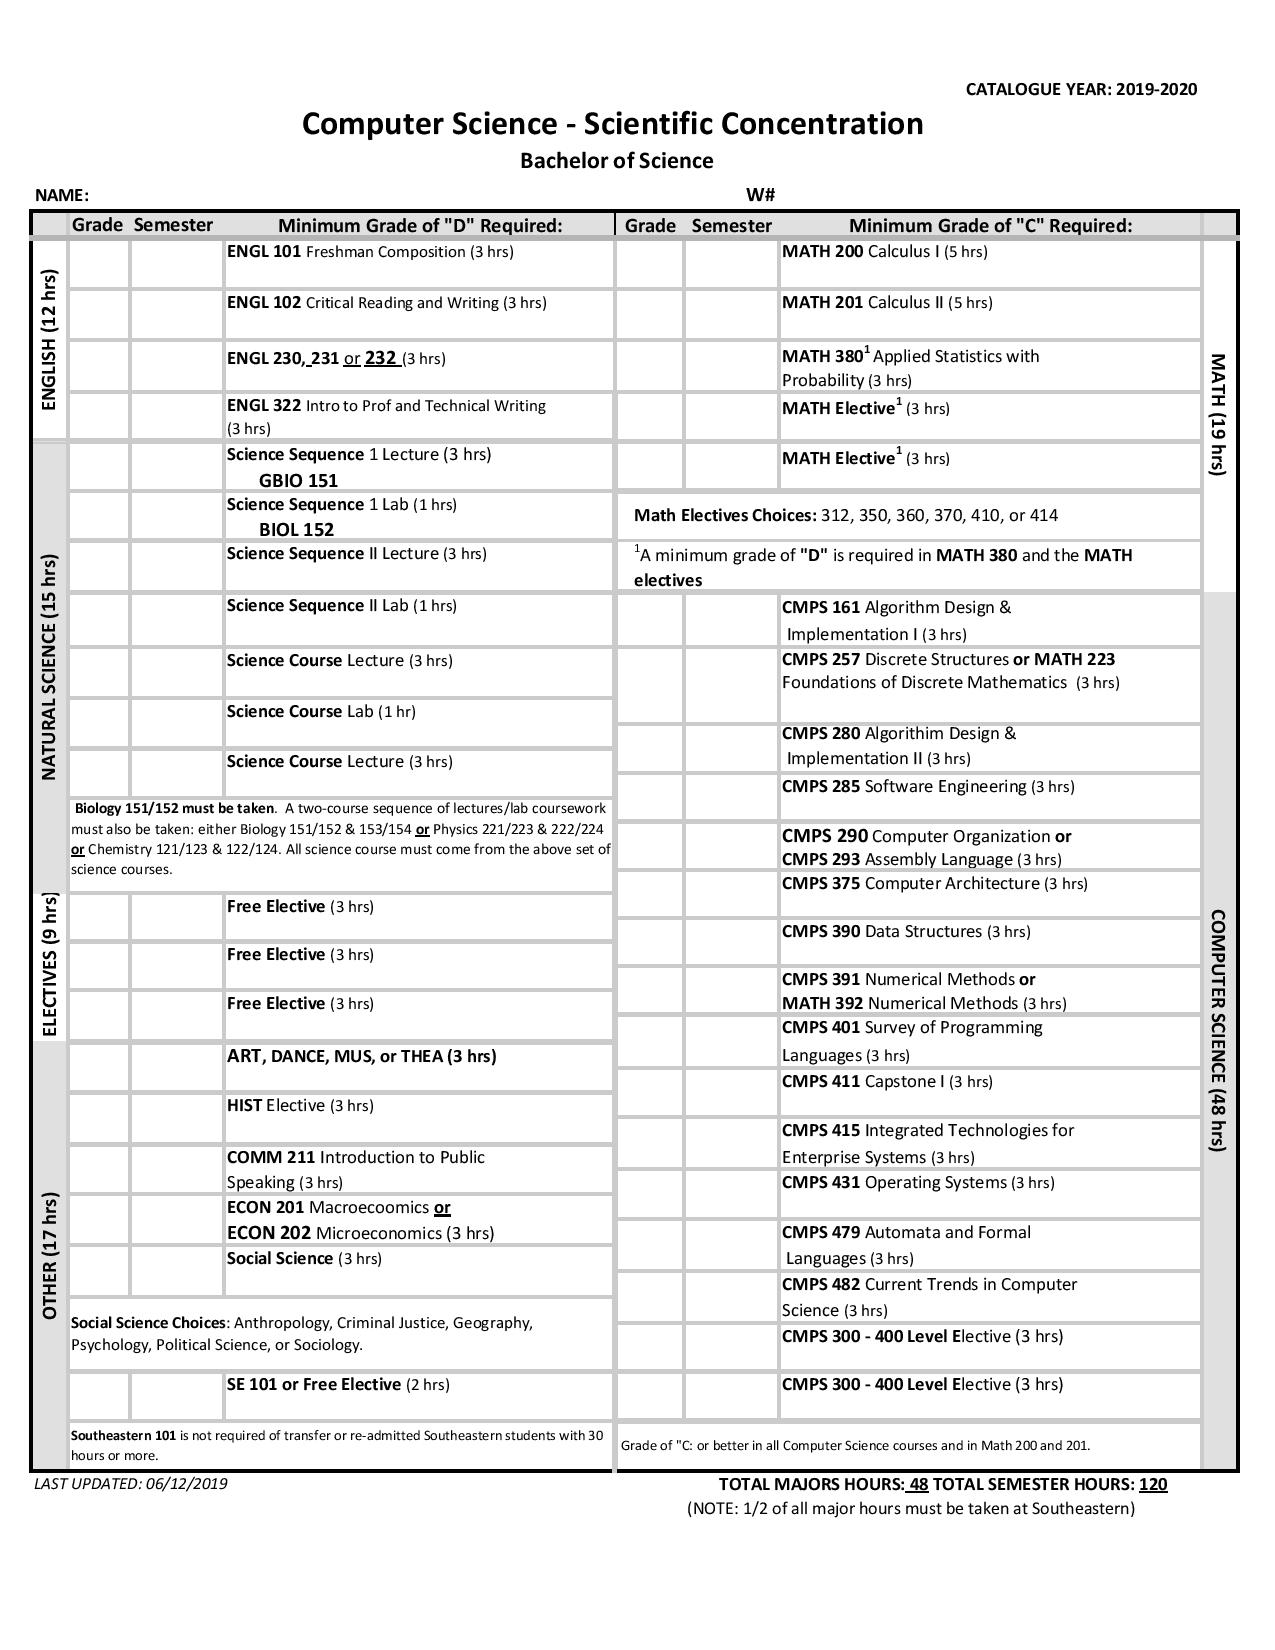 CATALOGUE YEAR: 2019-2020
Computer Science - Scientific Concentration
Bachelor of Science
NAME:
W#
Grade Semester Minimum Grade of "D" Required:
ENGLISH (12 hrs)
ENGL 101 Freshman Composition (3 hrs)
ENGL 102 Critical Reading and Writing (3 hrs)
ENGL 230, 231 or 232 (3 hrs)
ENGL 322 Intro to Prof and Technical Writing
(3 hrs)
NATURAL SCIENCE (15 hrs)
Science Sequence 1 Lecture (3 hrs)
GBIO 151
Science Sequence 1 Lab (1 hrs)
BIOL 152
Science Sequence II Lecture (3 hrs)
Science Sequence II Lab (1 hrs)
Science Course Lecture (3 hrs)
Science Course Lab (1 hr)
Science Course Lecture (3 hrs)
Biology 151/152 must be taken. A two-course sequence of lectures/lab coursework
must also be taken: either Biology 151/152 & 153/154 or Physics 221/223 & 222/224
or Chemistry 121/123 & 122/124. All science course must come from the above set of
science courses.
ELECTIVES (9 hrs)
Free Elective (3 hrs)
Free Elective (3 hrs)
Free Elective (3 hrs)
OTHER (17 hrs)
ART, DANCE, MUS, or THEA (3 hrs)
HIST Elective (3 hrs)
COMM 211 Introduction to Public
Speaking (3 hrs)
ECON 201 Macroecoomics or
ECON 202 Microeconomics (3 hrs)
Social Science (3 hrs)
Social Science Choices: Anthropology, Criminal Justice, Geography,
Psychology, Political Science, or Sociology.
SE 101 or Free Elective (2 hrs)
Southeastern 101 is not required of transfer or re-admitted Southeastern students with 30
hours or more.
Grade Semester Minimum Grade of "C" Required:
MATH (19 hrs)
MATH 200 Calculus I (5 hrs)
MATH 201 Calculus II (5 hrs)
MATH 380¹ Applied Statistics with
Probability (3 hrs)
MATH Elective¹ (3 hrs)
MATH Elective¹ (3 hrs)
Math Electives Choices: 312, 350, 360, 370, 410, or 414
¹A minimum grade of "D" is required in MATH 380 and the MATH
electives
COMPUTER SCIENCE (48 hrs)
CMPS 161 Algorithm Design &
Implementation I (3 hrs)
CMPS 257 Discrete Structures or MATH 223
Foundations of Discrete Mathematics (3 hrs)
CMPS 280 Algorithim Design &
Implementation II (3 hrs)
CMPS 285 Software Engineering (3 hrs)
CMPS 290 Computer Organization or
CMPS 293 Assembly Language (3 hrs)
CMPS 375 Computer Architecture (3 hrs)
CMPS 390 Data Structures (3 hrs)
CMPS 391 Numerical Methods or
MATH 392 Numerical Methods (3 hrs)
CMPS 401 Survey of Programming
Languages (3 hrs)
CMPS 411 Capstone I (3 hrs)
CMPS 415 Integrated Technologies for
Enterprise Systems (3 hrs)
CMPS 431 Operating Systems (3 hrs)
CMPS 479 Automata and Formal
Languages (3 hrs)
CMPS 482 Current Trends in Computer
Science (3 hrs)
CMPS 300 - 400 Level Elective (3 hrs)
CMPS 300 - 400 Level Elective (3 hrs)
Grade of "C: or better in all Computer Science courses and in Math 200 and 201.
LAST UPDATED: 06/12/2019
TOTAL MAJORS HOURS: 48 TOTAL SEMESTER HOURS: 120
(NOTE: 1/2 of all major hours must be taken at Southeastern)